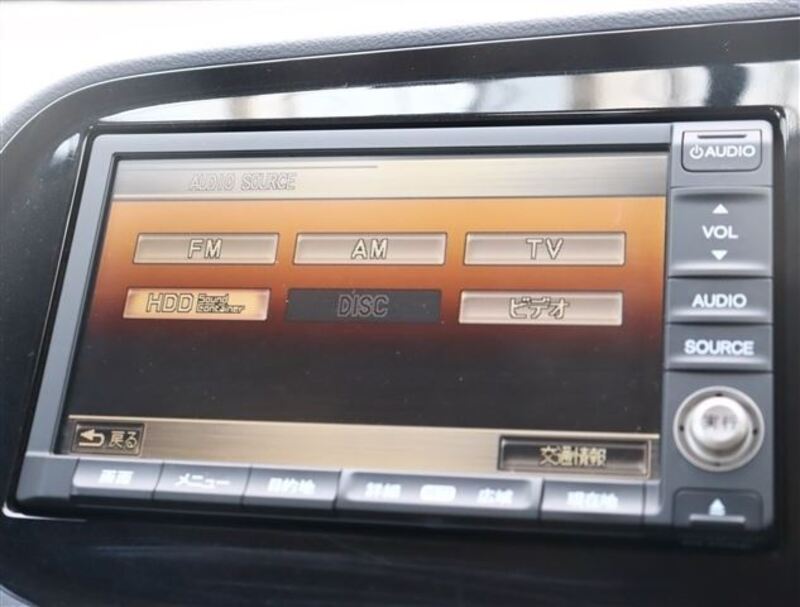 AUDIO SOURCE
FM AM TV
HDD Sound container DISC ビデオ
戻る 交通情報
AUDIO
VOL
AUDIO
SOURCE
実行
画面 メニュー 目的地 詳細 広域 現在地